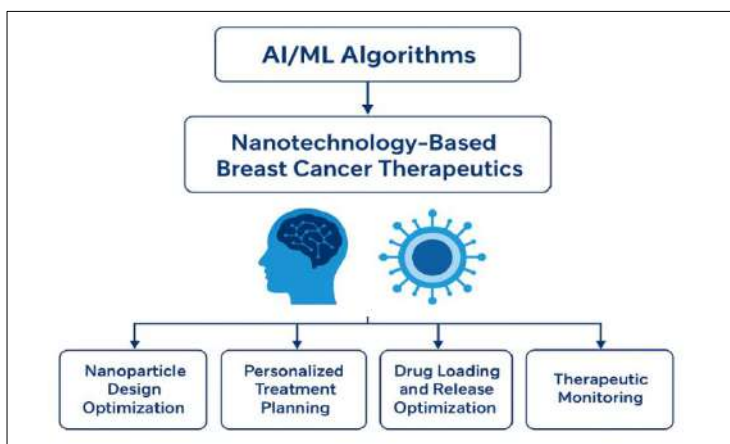 AI/ML Algorithms
Nanotechnology-Based
Breast Cancer Therapeutics
Nanoparticle
Design
Optimization
Personalized
Treatment
Planning
Drug Loading
and Release
Optimization
Therapeutic
Monitoring